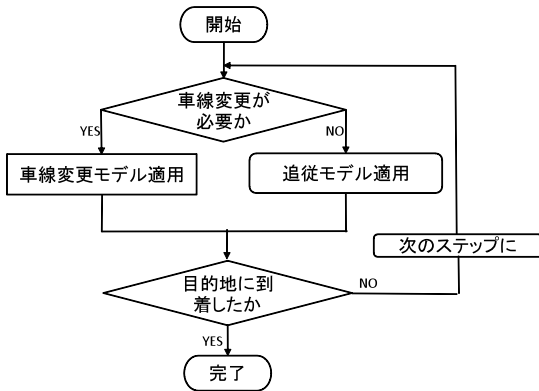 開始
車線変更が
必要か
YES
NO
車線変更モデル適用
追従モデル適用
次のステップに
目的地に到
着したか
NO
YES
完了